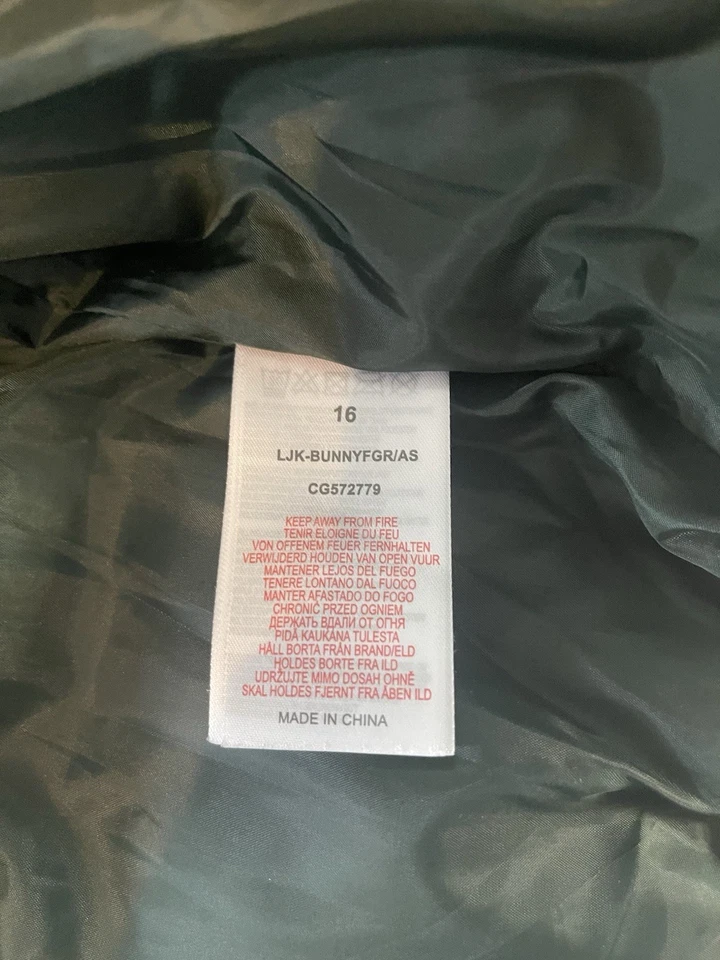 16
LJK-BUNNYFGR/AS
CG572779
KEEP AWAY FROM FIRE
TENIR ELOIGNE DU FEU
VON OFFENEM FEUER FERNHALTEN
VERWIJDERD HOUDEN VAN OPEN VUUR
MANTENER LEJOS DEL FUEGO
TENERE LONTANO DAL FUOCO
MANTER AFASTADO DO FOGO
CHRONIĆ PRZED OGNIEM
ДЕРЖАТЬ ВДАЛИ ОТ ОГНЯ
PIDÄ KAUKANA TULESTA
HÅLL BORTA FRÅN BRAND/ELD
HOLDES BORTE FRA ILD
UDRŽUJTE MIMO DOSAH OHNĚ
SKAL HOLDES FJERNT FRA ÅBEN ILD
MADE IN CHINA